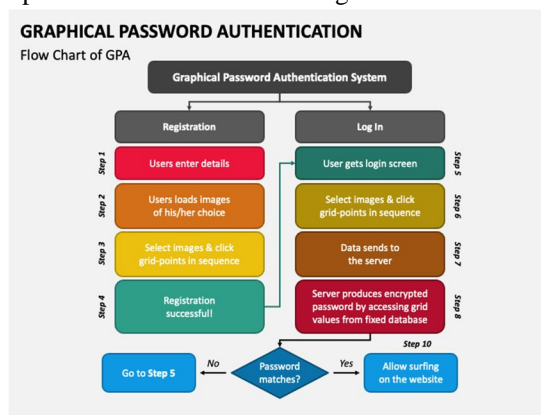 GRAPHICAL PASSWORD AUTHENTICATION
Flow Chart of GPA
Graphical Password Authentication System
Registration
Log In
Step 1
Users enter details
User gets login screen
Step 5
Step 2
Users loads images
of his/her choice
Select images & click
grid-points in sequence
Step 6
Step 3
Select images & click
grid-points in sequence
Data sends to
the server
Step 7
Step 4
Registration
successful!
Server produces encrypted
password by accessing grid
values from fixed database
Step 8
Step 10
Go to Step 5
No
Password
matches?
Yes
Allow surfing
on the website